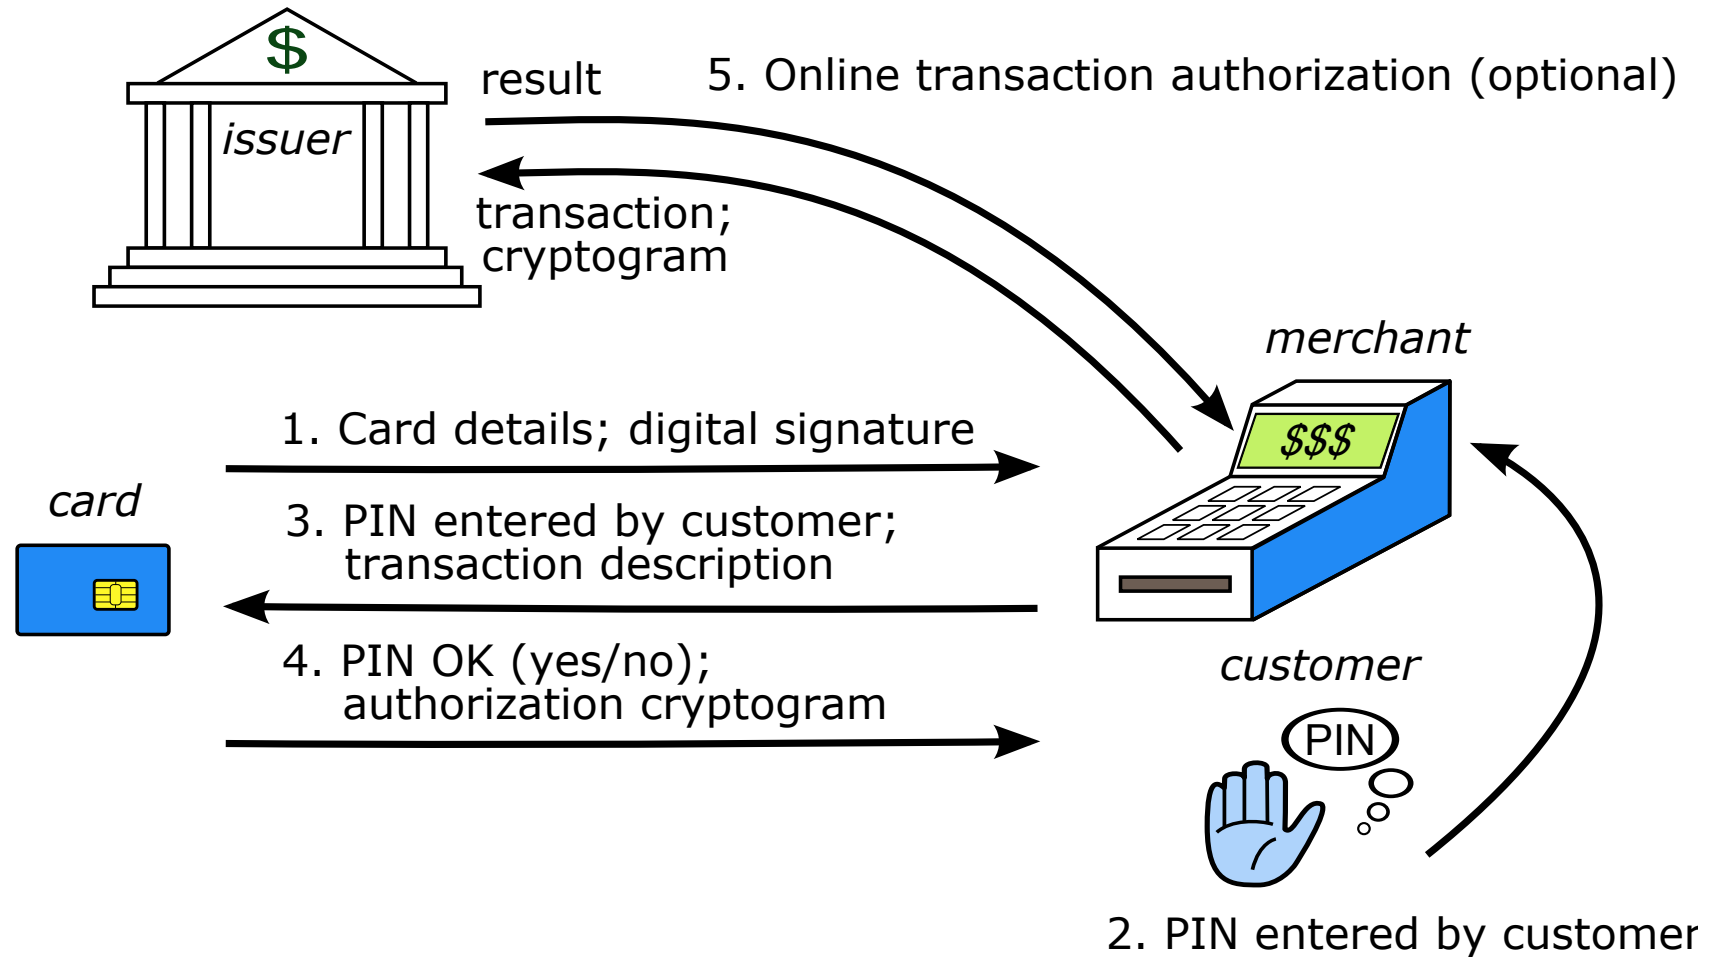 $
result
5. Online transaction authorization (optional)
issuer
transaction;
cryptogram
merchant
1. Card details; digital signature
$$$
card
3. PIN entered by customer;
transaction description
4. PIN OK (yes/no);
authorization cryptogram
customer
PIN
2. PIN entered by customer